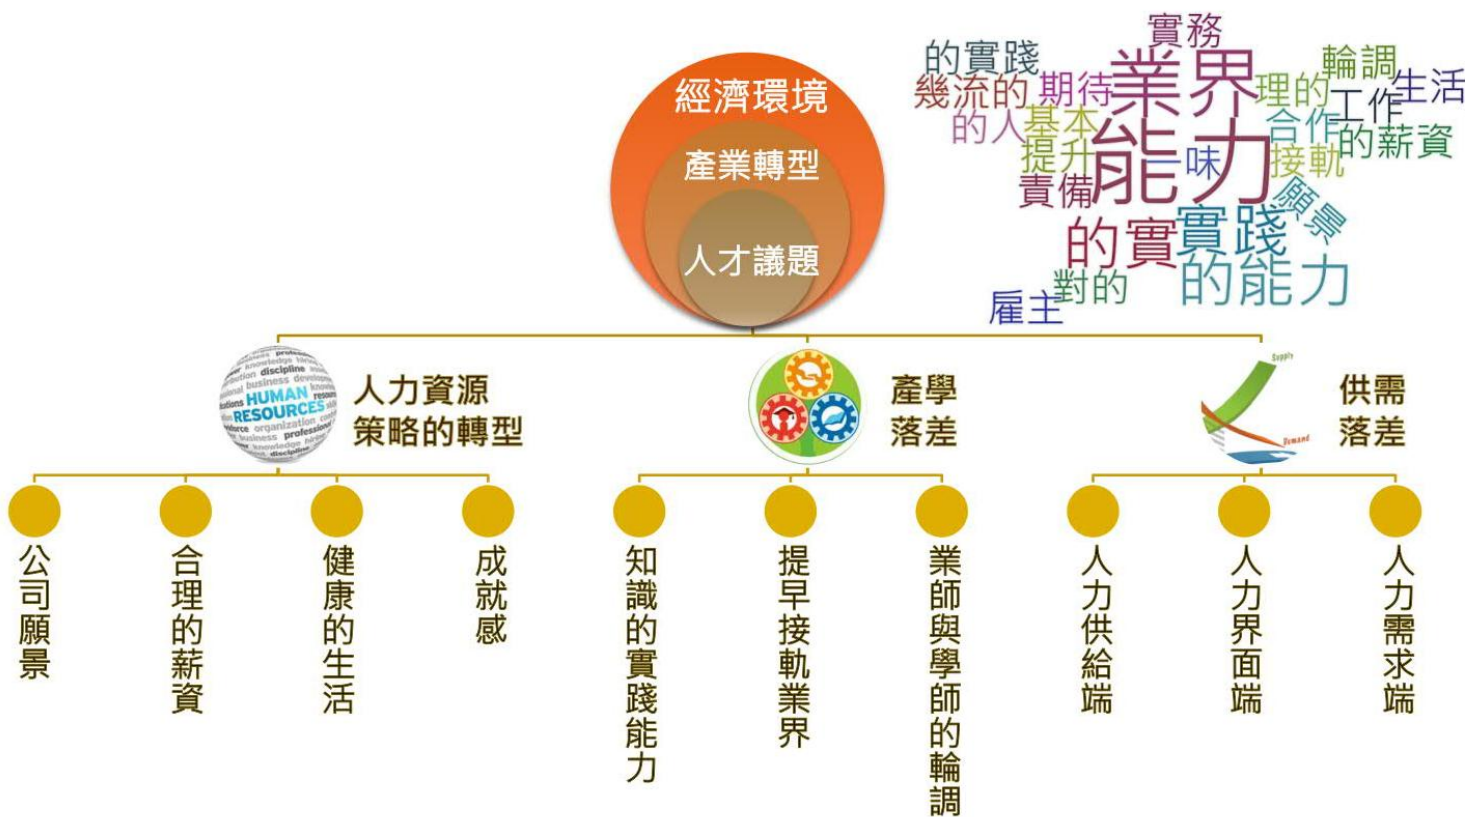 經濟環境
產業轉型
人才議題
實務
的實踐
業界
輪調
幾流的
期待
理的
工作
生活
的人
基本
能力
合作
的薪資
提升
一味
接軌
責備
願景
的實
實踐
對的
的能力
雇主
HUMAN
RESOURCES
人力資源
策略的轉型
產學
落差
Supply
Demand
供需
落差
公司願景
合理的薪資
健康的生活
成就感
知識的實踐能力
提早接軌業界
業師與學師的輪調
人力供給端
人力界面端
人力需求端